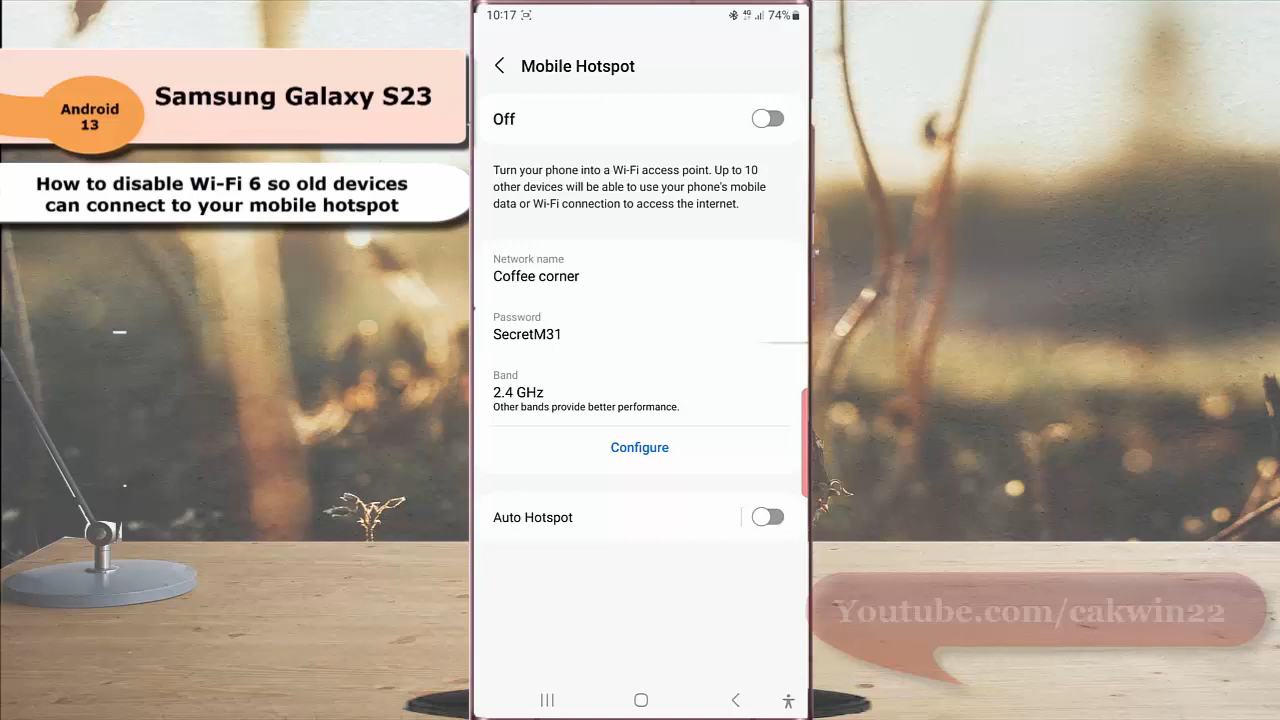 Android
13
Samsung Galaxy S23
How to disable Wi-Fi 6 so old devices
can connect to your mobile hotspot
10:17
4G
74%
Mobile Hotspot
Off
Turn your phone into a Wi-Fi access point. Up to 10
other devices will be able to use your phone's mobile
data or Wi-Fi connection to access the internet.
Network name
Coffee corner
Password
SecretM31
Band
2.4 GHz
Other bands provide better performance.
Configure
Auto Hotspot
Youtube.com/cakwin22